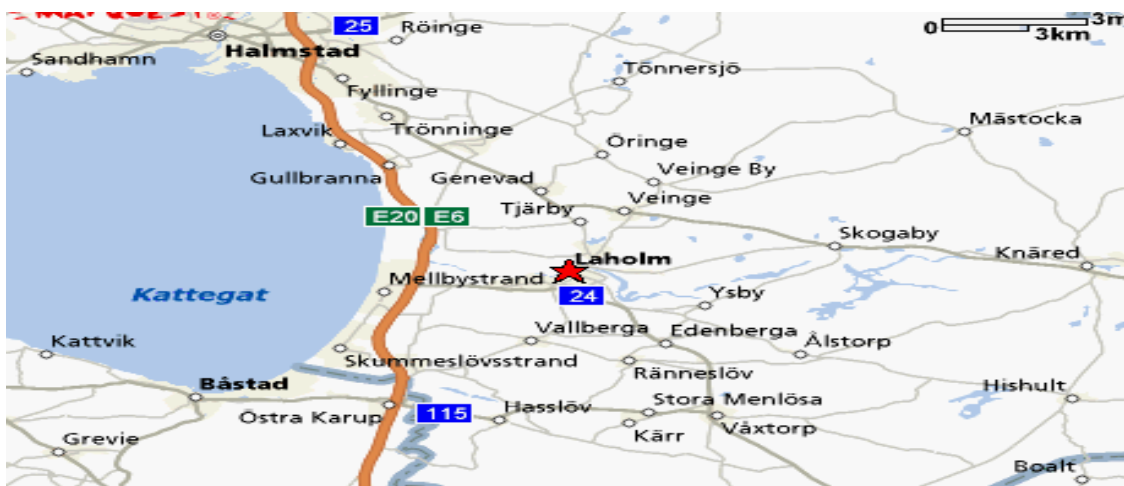 MAPQUEST®
25
Röinge
0
3m
3km
Halmstad
Sandhamn
Tönnersjö
Fyllinge
Mästocka
Trönninge
Laxvik
Öringe
Veinge By
Gullbranna
Genevad
Veinge
Tjärby
E20
E6
Skogaby
Knäred
Laholm
Mellbystrand
Kattegat
24
Ysby
Vallberga
Edenberga
Kattvik
Ålstorp
Skummeslövsstrand
Ränneslöv
Båstad
Hishult
Stora Menlösa
Östra Karup
115
Hasslöv
Våxtorp
Kärr
Grevie
Boalt